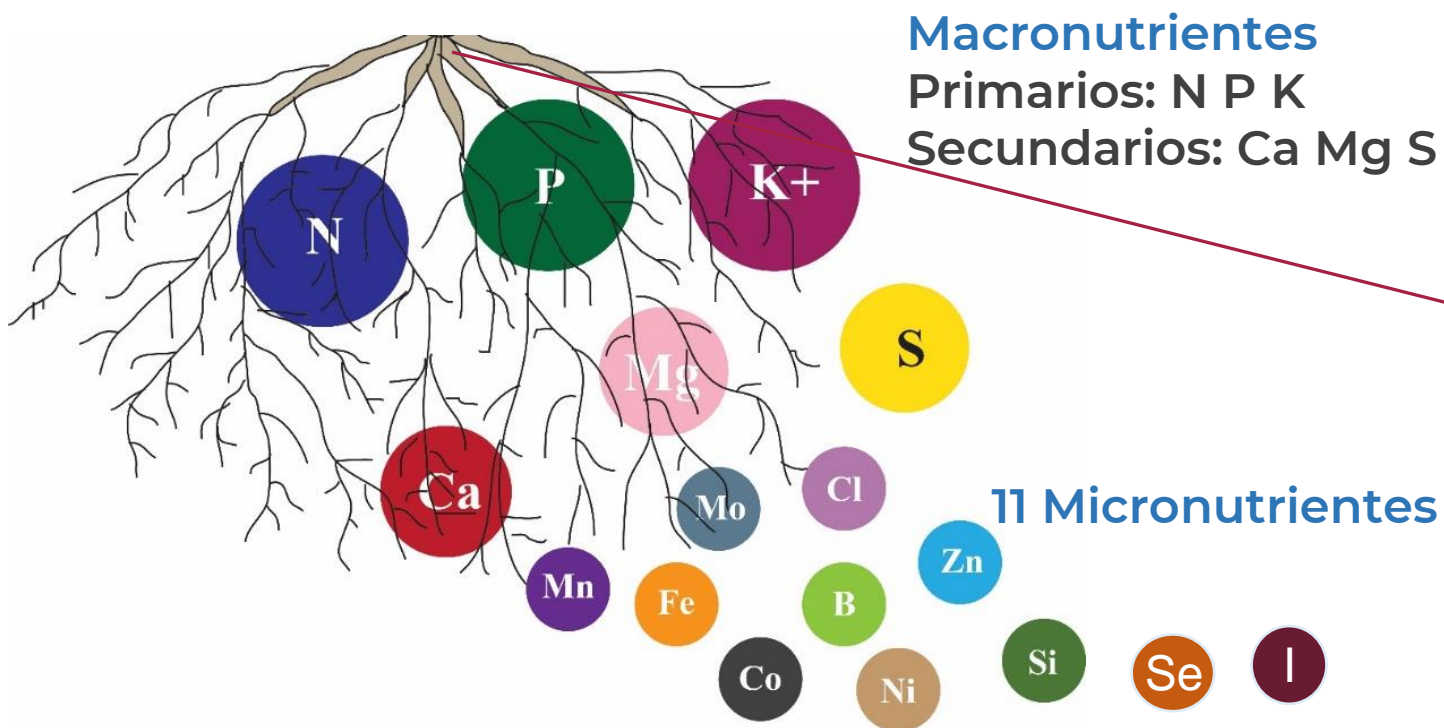 Macronutrientes
Primarios: N P K
Secundarios: Ca Mg S
N
P
K+
Mg
S
Ca
Mo
Cl
11 Micronutrientes
Mn
Fe
B
Zn
Co
Ni
Si
Se
I